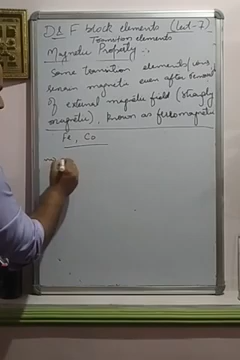 D & F block elements (Lect-7)
Transition elements
Magnetic Property :-
Some transition elements/ions,
remain magnetic even after removal
of external magnetic field (strongly
magnetic), known as ferromagnetic
Fe, Co